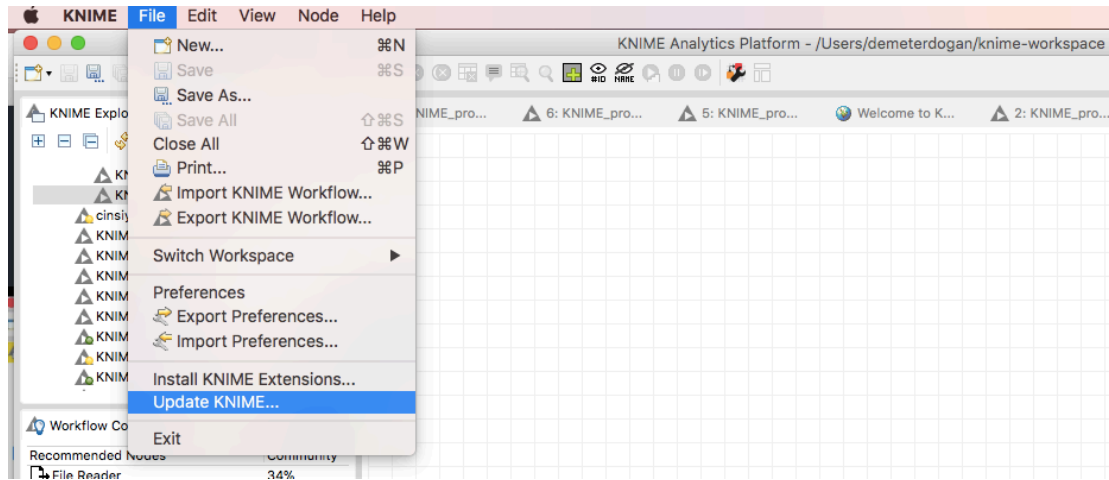 KNIME File Edit View Node Help
KNIME Analytics Platform - /Users/demeterdogan/knime-workspace
New... ⌘N
Save ⌘S
Save As...
Save All ⇧⌘S
Close All ⇧⌘W
Print... ⌘P
Import KNIME Workflow...
Export KNIME Workflow...
Switch Workspace
Preferences
Export Preferences...
Import Preferences...
Install KNIME Extensions...
Update KNIME...
Exit
#ID NAME
KNIME Explo
NIME_pro... 6: KNIME_pro... 5: KNIME_pro... Welcome to K... 2: KNIME_pro...
KN
KN
cinsiy
KNIM
KNIM
KNIM
KNIM
KNIM
KNIM
KNIM
KNIM
Workflow Co
Recommended Nodes Community
File Reader 34%